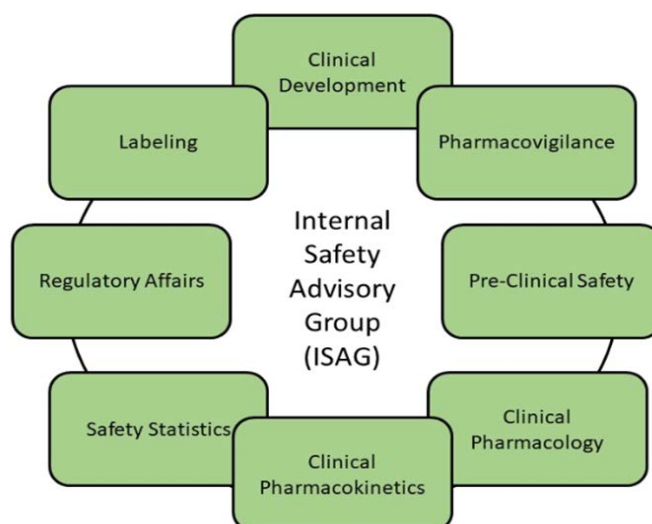 Clinical
Development
Labeling
Pharmacovigilance
Internal
Safety
Advisory
Group
(ISAG)
Regulatory Affairs
Pre-Clinical Safety
Safety Statistics
Clinical
Pharmacology
Clinical
Pharmacokinetics